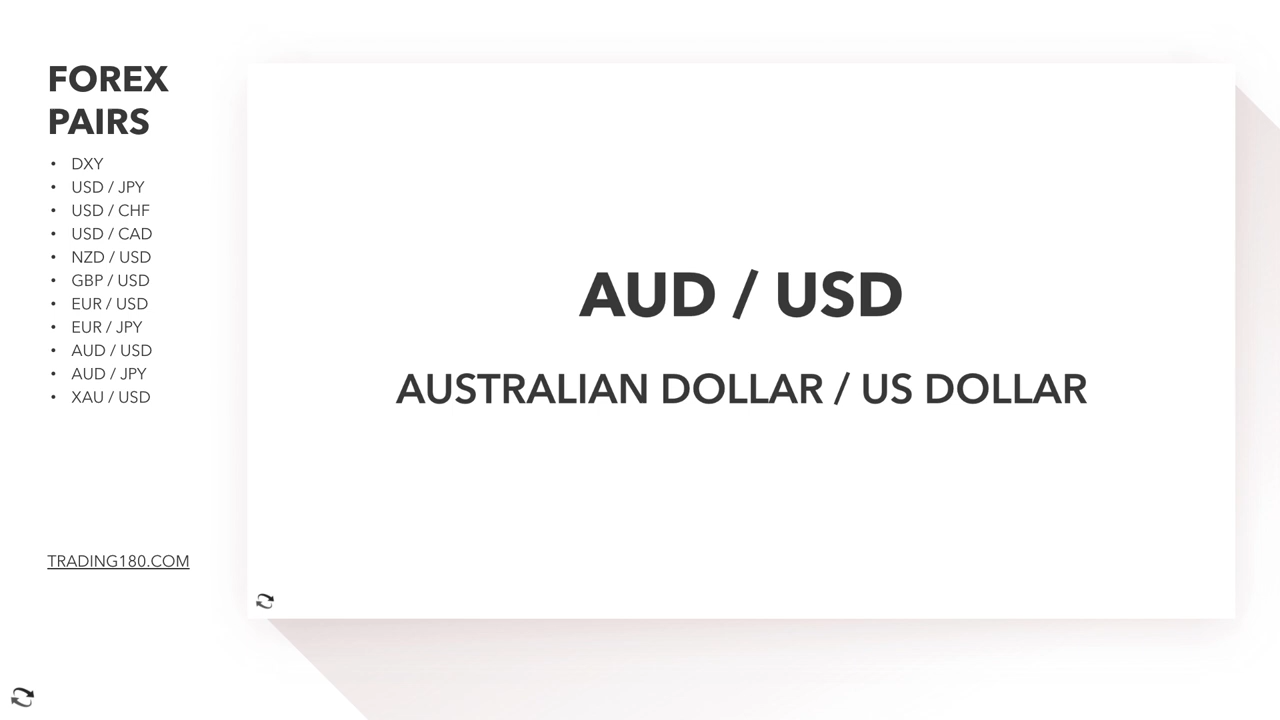 FOREX
PAIRS
• DXY
• USD / JPY
• USD / CHF
• USD / CAD
• NZD / USD
• GBP / USD
• EUR / USD
• EUR / JPY
• AUD / USD
• AUD / JPY
• XAU / USD
TRADING180.COM
AUD / USD
AUSTRALIAN DOLLAR / US DOLLAR